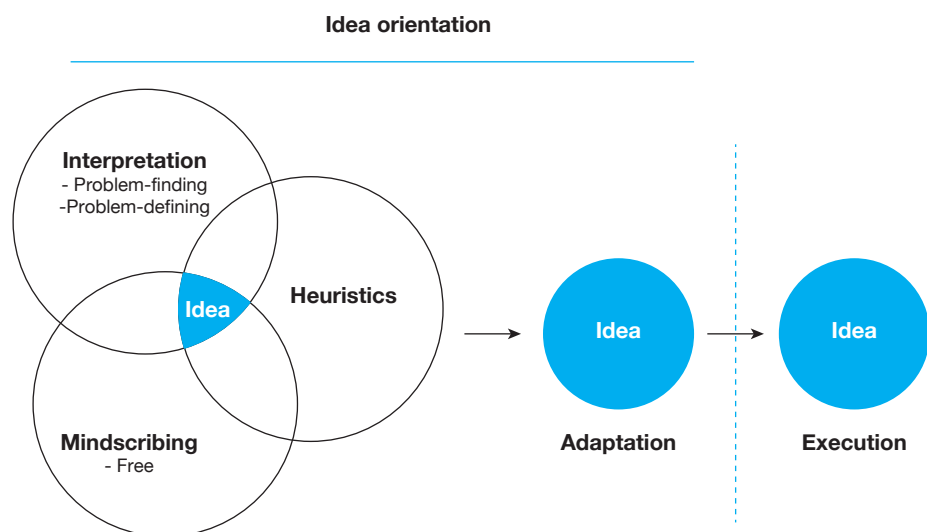 Idea orientation
Interpretation
- Problem-finding
-Problem-defining
Idea
Heuristics
Mindscribing
- Free
Idea
Adaptation
Idea
Execution